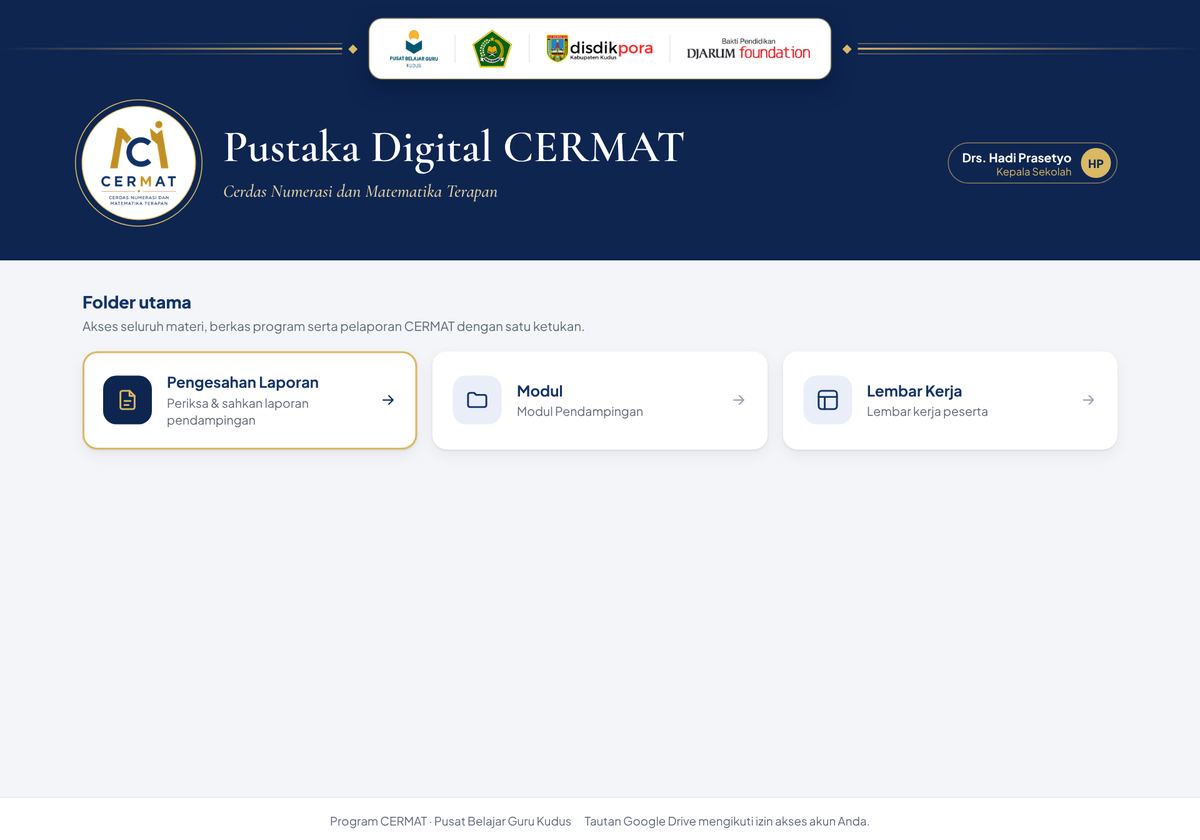 PUSAT BELAJAR GURU
KUDUS
disdikpora
Kabupaten Kudus
Bakti Pendidikan
DJARUM foundation
CERMAT
CERDAS NUMERASI DAN
MATEMATIKA TERAPAN
Pustaka Digital CERMAT
Cerdas Numerasi dan Matematika Terapan
Drs. Hadi Prasetyo
Kepala Sekolah
HP
Folder utama
Akses seluruh materi, berkas program serta pelaporan CERMAT dengan satu ketukan.
Pengesahan Laporan
Periksa & sahkan laporan
pendampingan
Modul
Modul Pendampingan
Lembar Kerja
Lembar kerja peserta
Program CERMAT · Pusat Belajar Guru Kudus Tautan Google Drive mengikuti izin akses akun Anda.